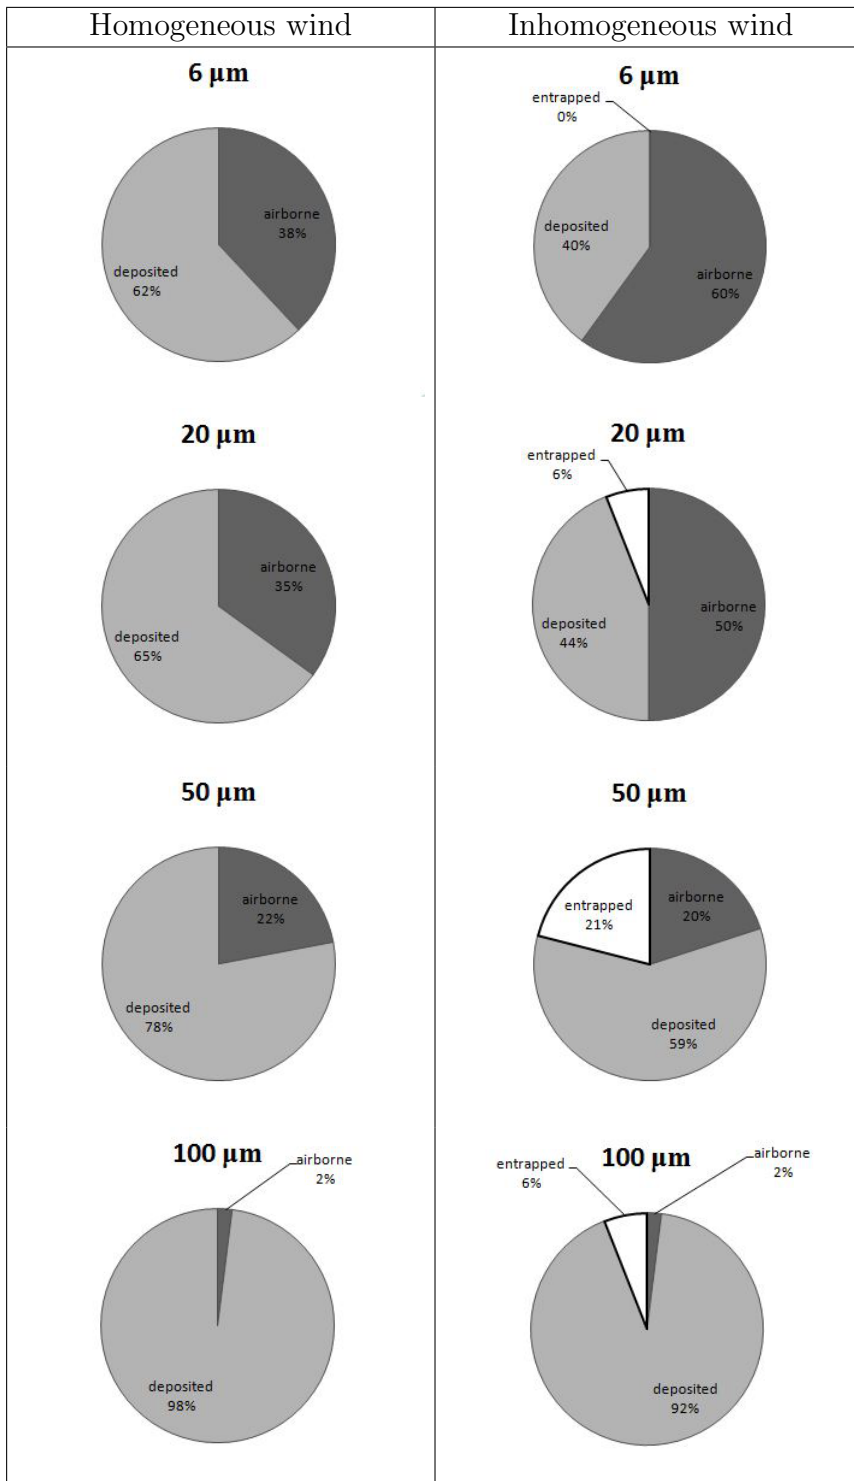 Homogeneous wind
Inhomogeneous wind
6 µm
airborne
38%
deposited
62%
6 µm
entrapped
0%
deposited
40%
airborne
60%
20 µm
airborne
35%
deposited
65%
20 µm
entrapped
6%
airborne
50%
deposited
44%
50 µm
airborne
22%
deposited
78%
50 µm
airborne
20%
entrapped
21%
deposited
59%
100 µm
airborne
2%
deposited
98%
100 µm
airborne
2%
entrapped
6%
deposited
92%